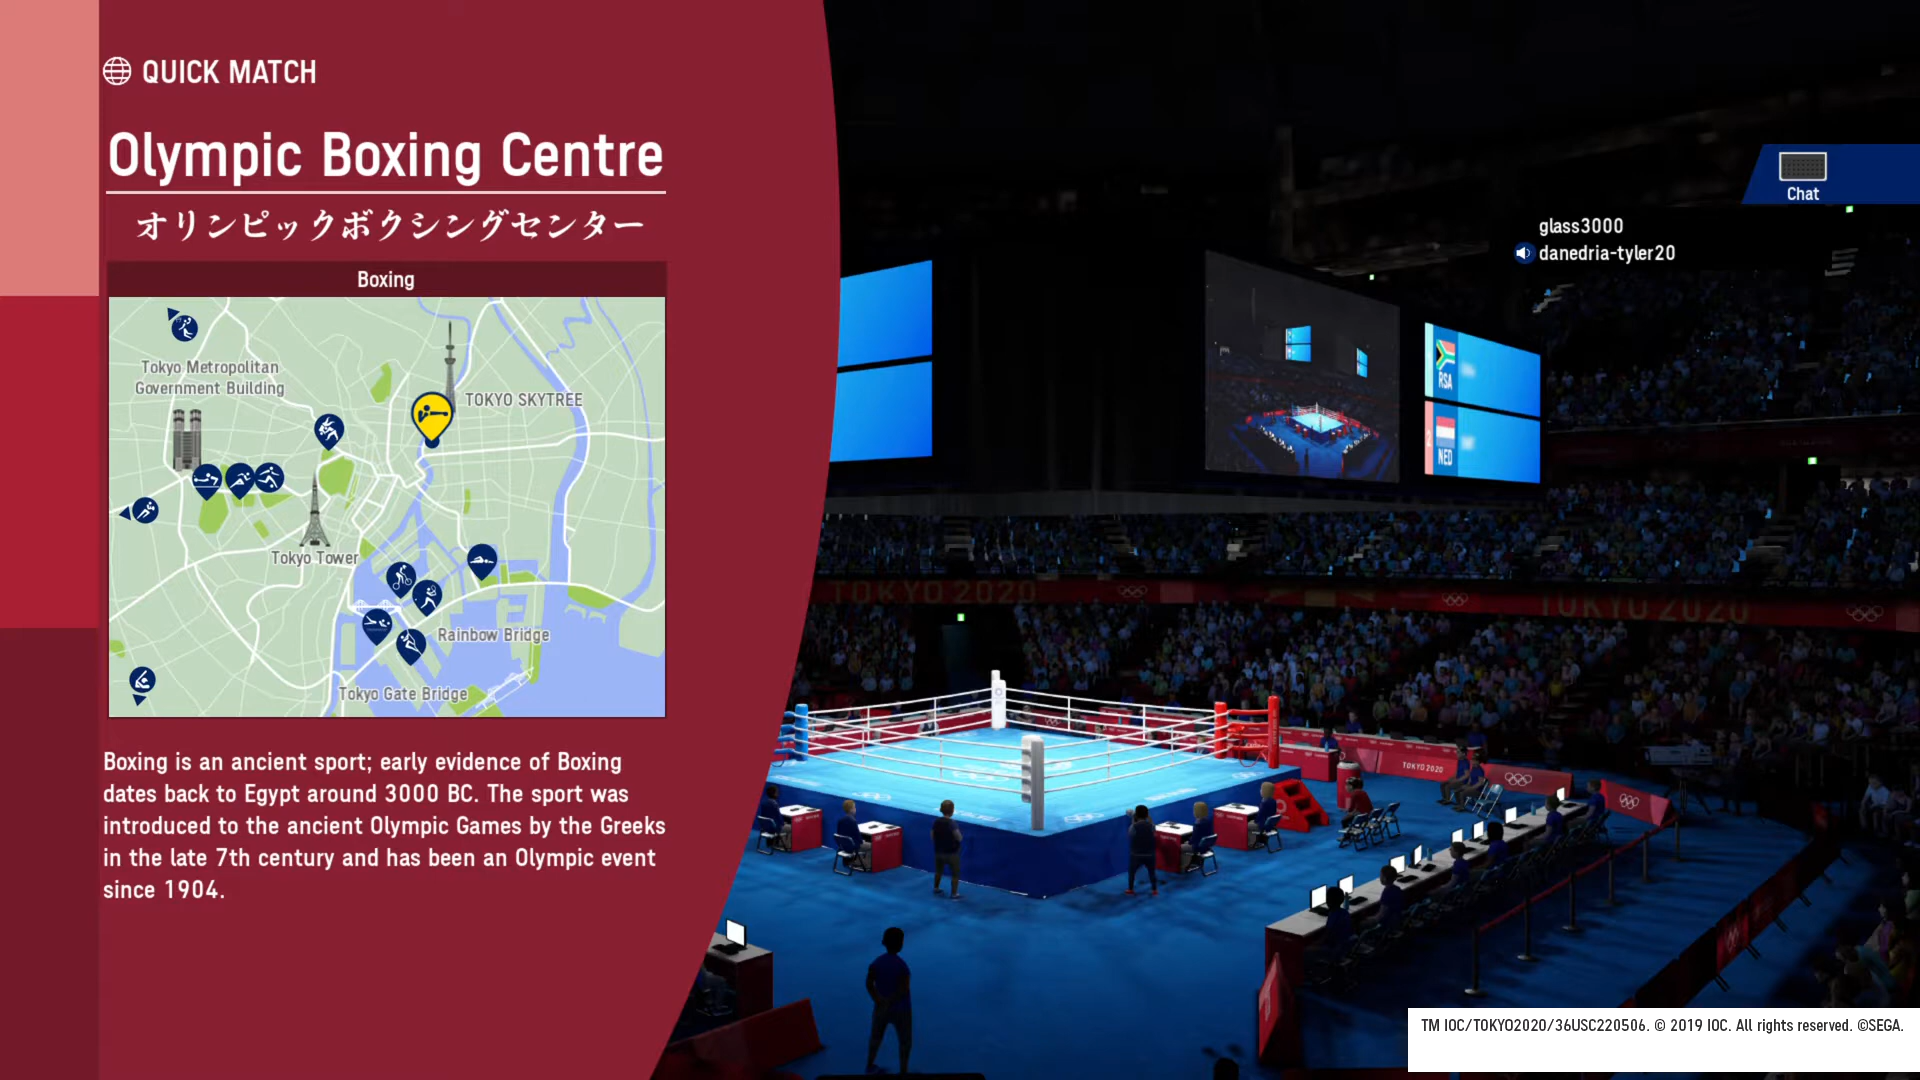 QUICK MATCH
Olympic Boxing Centre
オリンピックボクシングセンター
Boxing
Tokyo Metropolitan
Government Building
TOKYO SKYTREE
Tokyo Tower
Rainbow Bridge
Tokyo Gate Bridge
Boxing is an ancient sport; early evidence of Boxing
dates back to Egypt around 3000 BC. The sport was
introduced to the ancient Olympic Games by the Greeks
in the late 7th century and has been an Olympic event
since 1904.
Chat
glass3000
danedria-tyler20
RSA
2
NED
TOKYO 2020
TOKYO 2020
TOKYO 2020
TM IOC/TOKYO2020/36USC220506. © 2019 IOC. All rights reserved. ©SEGA.